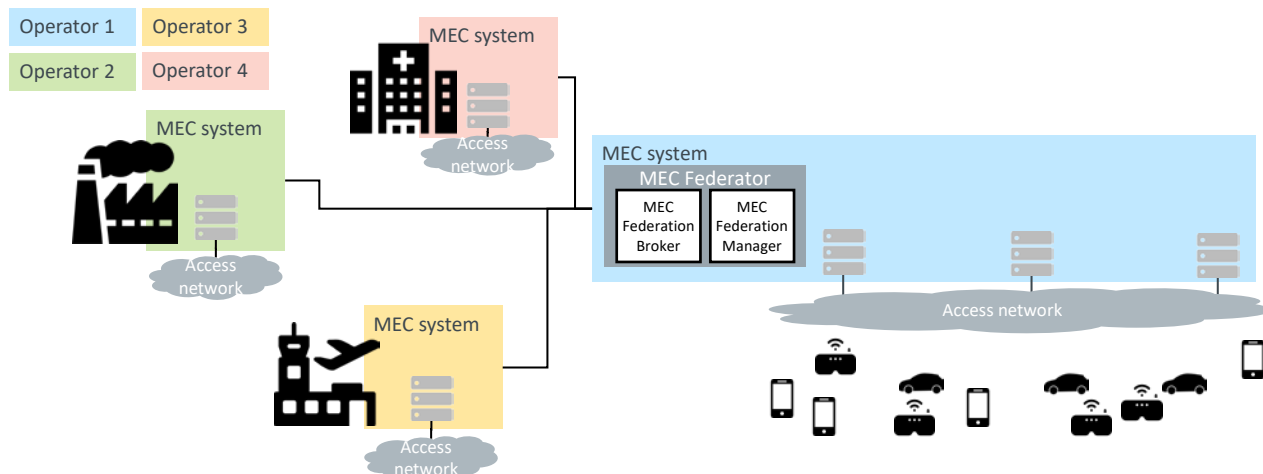 Operator 1
Operator 3
Operator 2
Operator 4
MEC system
Access
network
MEC system
Access
network
MEC system
MEC Federator
MEC
Federation
Broker
MEC
Federation
Manager
Access network
MEC system
Access
network